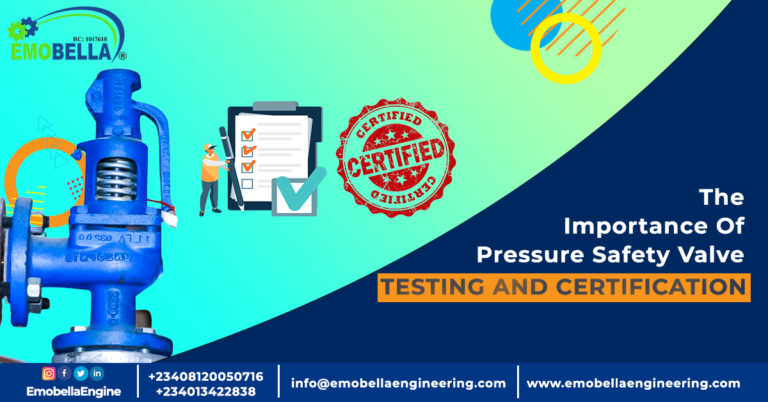 RC: 1017618
EMOBELLA®
CERTIFIED
CERTIFIED
CERTIFIED
The
Importance Of
Pressure Safety Valve
TESTING AND CERTIFICATION
EmobellaEngine
+23408120050716
+234013422838
info@emobellaengineering.com
www.emobellaengineering.com